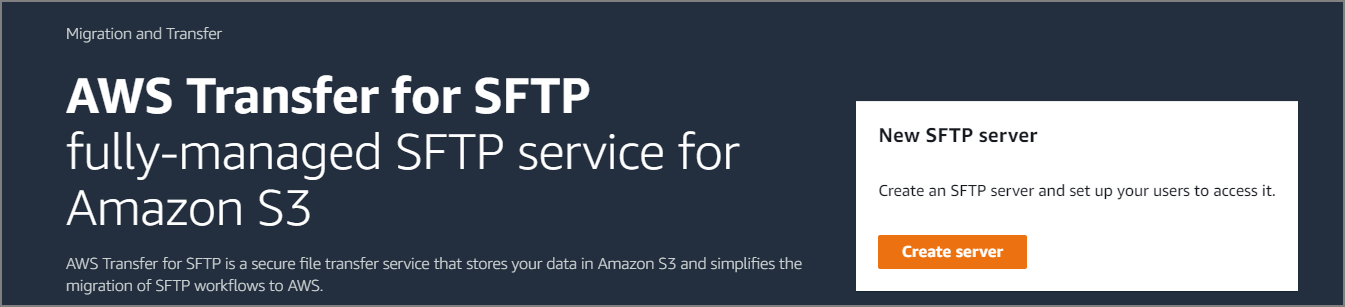 Migration and Transfer
AWS Transfer for SFTP
fully-managed SFTP service for
Amazon S3
AWS Transfer for SFTP is a secure file transfer service that stores your data in Amazon S3 and simplifies the
migration of SFTP workflows to AWS.
New SFTP server
Create an SFTP server and set up your users to access it.
Create server